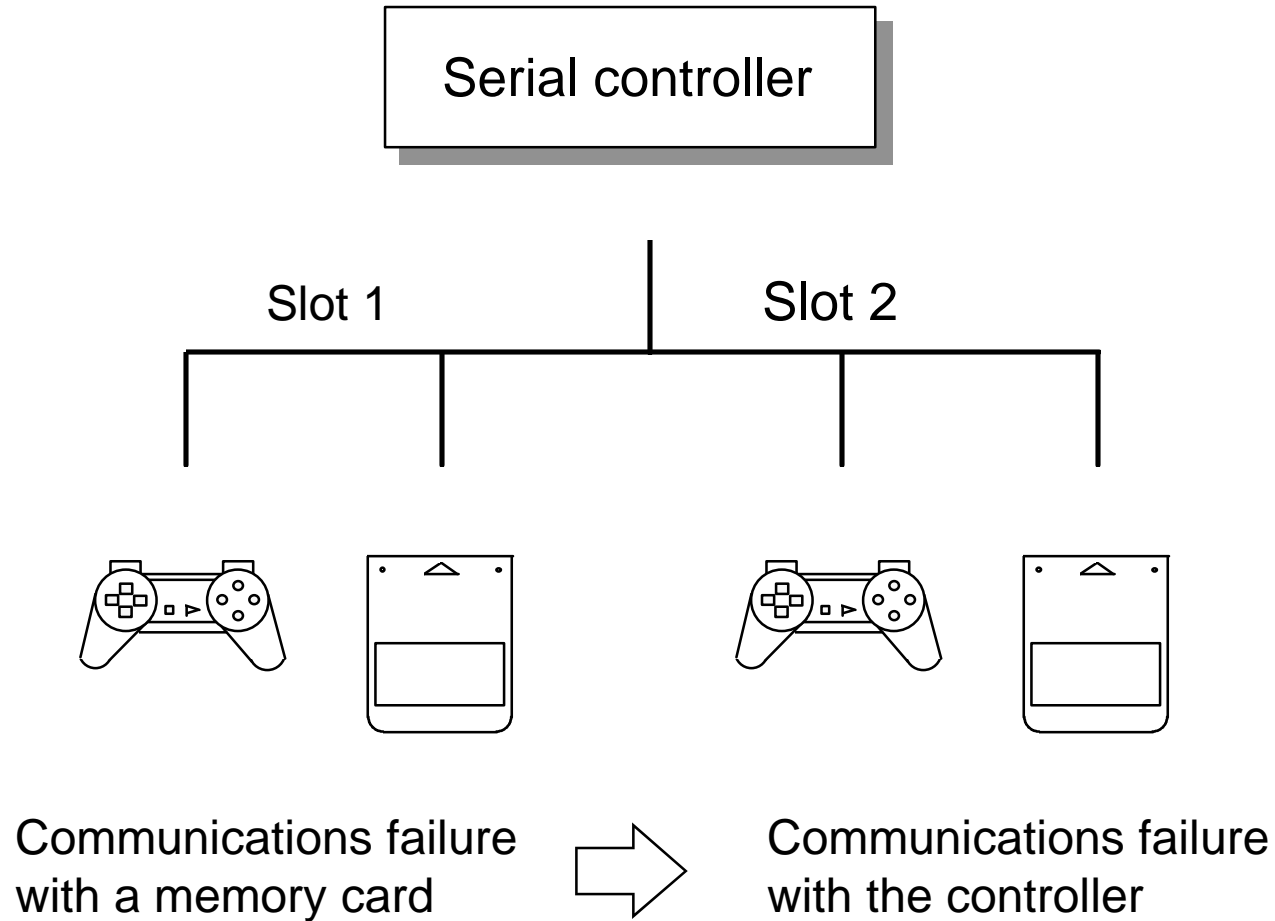 Serial controller
Slot 1
Slot 2
Communications failure
with a memory card
Communications failure
with the controller